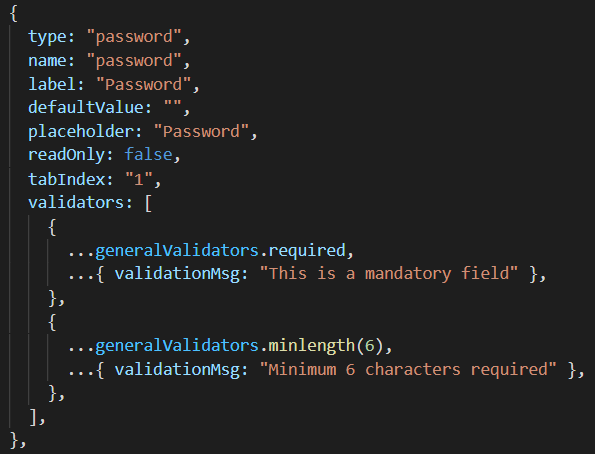 {
type: "password",
name: "password",
label: "Password",
defaultValue: "",
placeholder: "Password",
readOnly: false,
tabIndex: "1",
validators: [
{
...generalValidators.required,
...{ validationMsg: "This is a mandatory field" },
},
{
...generalValidators.minlength(6),
...{ validationMsg: "Minimum 6 characters required" },
},
],
},